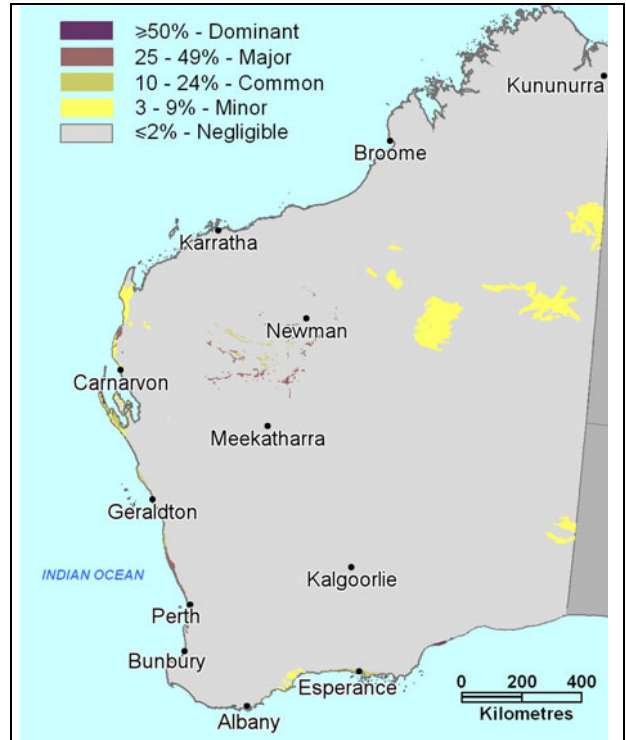 ≥50% - Dominant
25 - 49% - Major
10 - 24% - Common
3 - 9% - Minor
≤2% - Negligible
Kununurra
Broome
Karratha
Newman
Carnarvon
Meekatharra
Geraldton
INDIAN OCEAN
Kalgoorlie
Perth
Bunbury
Esperance
Albany
0 200 400
Kilometres